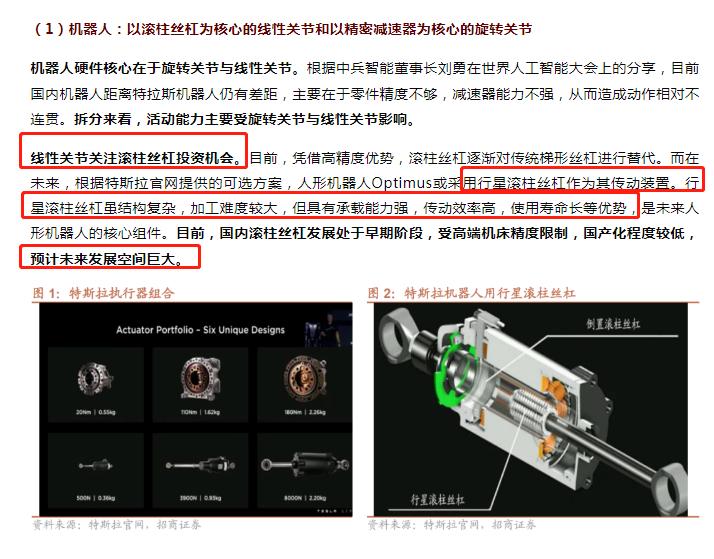 （1）机器人：以滚柱丝杠为核心的线性关节和以精密减速器为核心的旋转关节
机器人硬件核心在于旋转关节与线性关节。根据中兵智能董事长刘勇在世界人工智能大会上的分享，目前
国内机器人距离特拉斯机器人仍有差距，主要在于零件精度不够，减速器能力不强，从而造成动作相对不
连贯。拆分来看，活动能力主要受旋转关节与线性关节影响。
线性关节关注滚柱丝杠投资机会。目前，凭借高精度优势，滚柱丝杠逐渐对传统梯形丝杠进行替代。而在
未来，根据特斯拉官网提供的可选方案，人形机器人Optimus或采用行星滚柱丝杠作为其传动装置。行
星滚柱丝杠虽结构复杂，加工难度较大，但具有承载能力强，传动效率高，使用寿命长等优势，是未来人
形机器人的核心组件。目前，国内滚柱丝杠发展处于早期阶段，受高端机床精度限制，国产化程度较低，
预计未来发展空间巨大。
图 1：特斯拉执行器组合
Actuator Portfolio - Six Unique Designs
20Nm | 0.55kg
110Nm | 1.62kg
180Nm | 2.26kg
500N | 0.36kg
3900N | 0.93kg
8000N | 2.20kg
资料来源：特斯拉官网，招商证券
图 2：特斯拉机器人用行星滚柱丝杠
倒置滚柱丝杠
行星滚柱丝杠
资料来源：特斯拉官网，招商证券